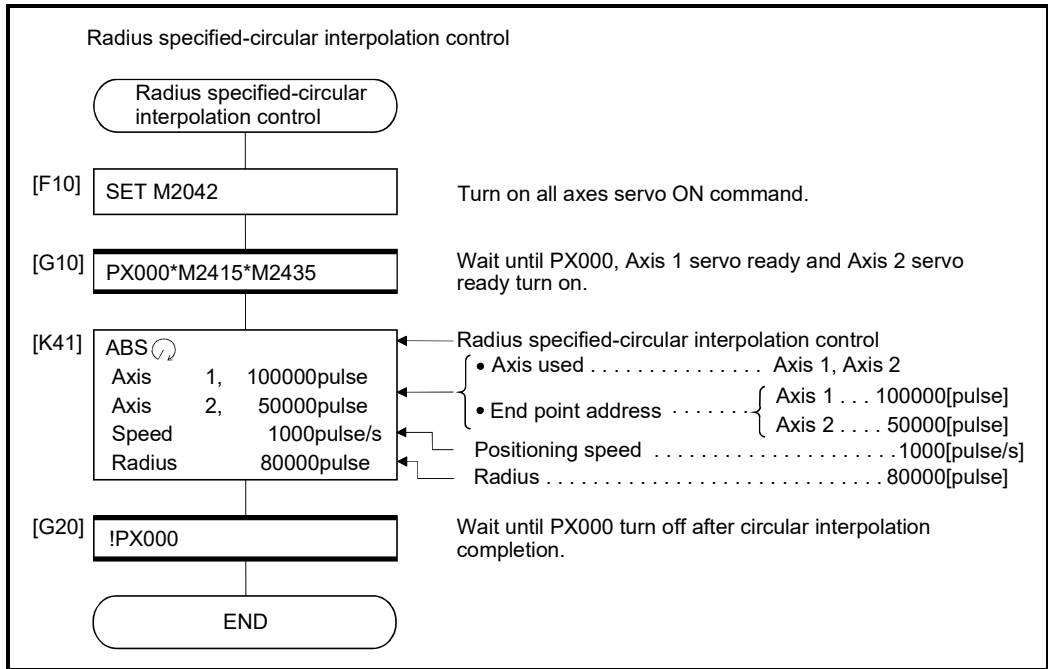 Radius specified-circular interpolation control
Radius specified-circular
interpolation control
[F10] SET M2042 Turn on all axes servo ON command.
[G10] PX000*M2415*M2435 Wait until PX000, Axis 1 servo ready and Axis 2 servo
ready turn on.
[K41] ABS Radius specified-circular interpolation control
• Axis used . . . . . . . . . . . . . . . Axis 1, Axis 2
Axis 1, 100000pulse
Axis 2, 50000pulse
• End point address . . . . . . . Axis 1 . . . 100000[pulse]
Axis 2 . . . . 50000[pulse]
Speed 1000pulse/s Positioning speed . . . . . . . . . . . . . . . . . . . . .1000[pulse/s]
Radius 80000pulse Radius . . . . . . . . . . . . . . . . . . . . . . . . . . . . . 80000[pulse]
[G20] !PX000 Wait until PX000 turn off after circular interpolation
completion.
END